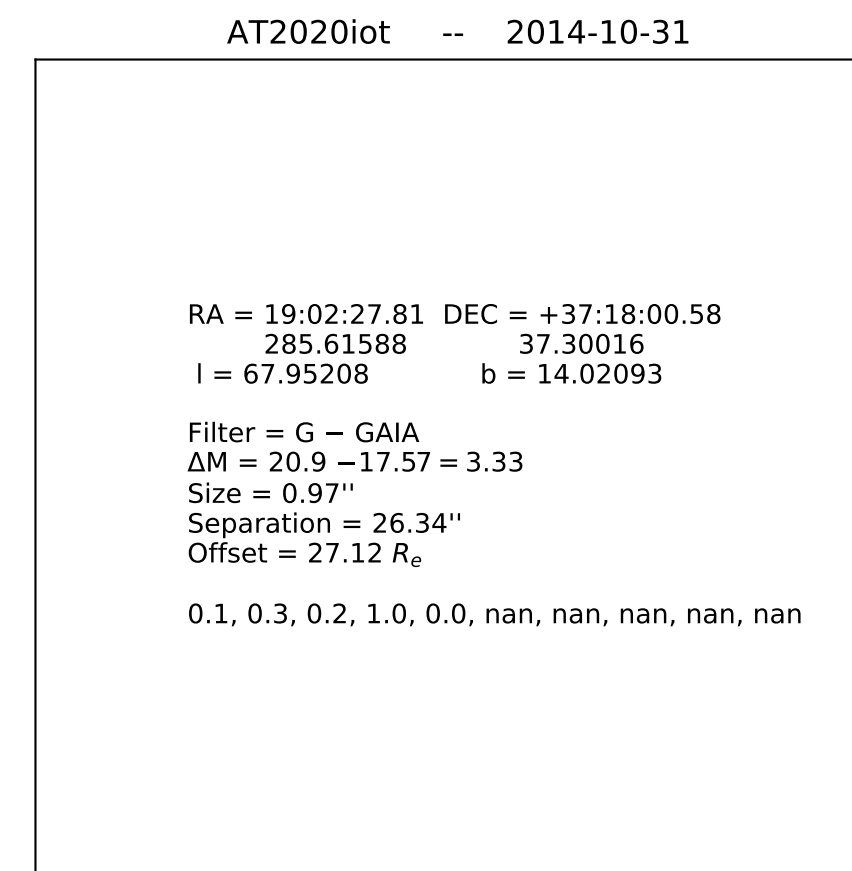 AT2020iot -- 2014-10-31
RA = 19:02:27.81 DEC = +37:18:00.58
285.61588 37.30016
l = 67.95208 b = 14.02093
Filter = G − GAIA
ΔM = 20.9 −17.57 = 3.33
Size = 0.97''
Separation = 26.34''
Offset = 27.12 Rₑ
0.1, 0.3, 0.2, 1.0, 0.0, nan, nan, nan, nan, nan